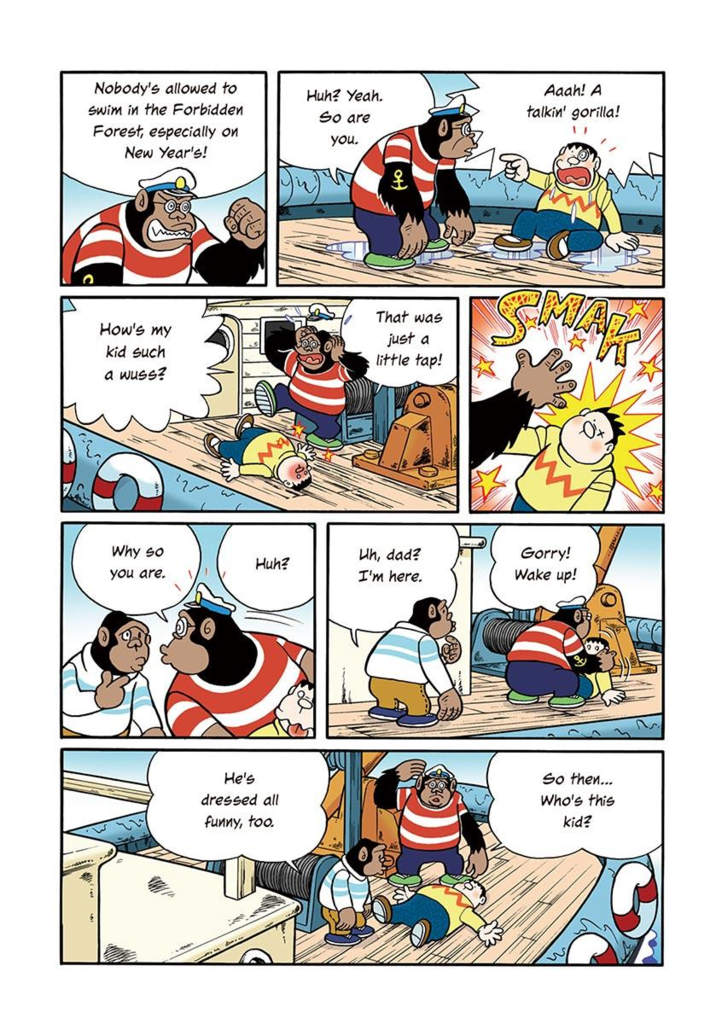 Aaah! A
talkin' gorilla!
Huh? Yeah.
So are
you.
Nobody's allowed to
swim in the Forbidden
Forest, especially on
New Year's!
SMAK
That was
just a
little tap!
How's my
kid such
a wuss?
Gorry!
Wake up!
Uh, dad?
I'm here.
Huh?
Why so
you are.
So then...
Who's this
kid?
He's
dressed all
funny, too.